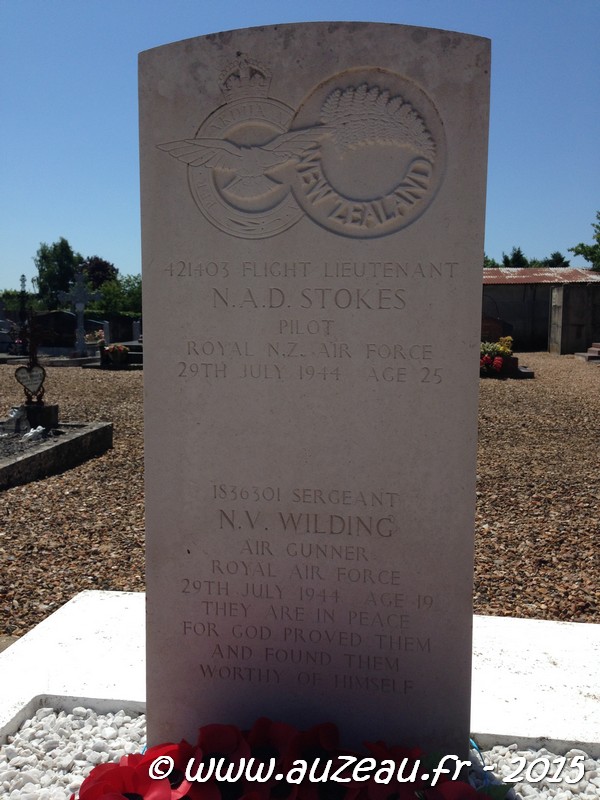 NEW ZEALAND
421403 FLIGHT LIEUTENANT
N.A.D. STOKES
PILOT
ROYAL N.Z. AIR FORCE
29TH JULY 1944 AGE 25
1836301 SERGEANT
N.V. WILDING
AIR GUNNER
ROYAL AIR FORCE
29TH JULY 1944 AGE 19
THEY ARE IN PEACE
FOR GOD PROVED THEM
AND FOUND THEM
WORTHY OF HIMSELF
© www.auzeau.fr - 2015